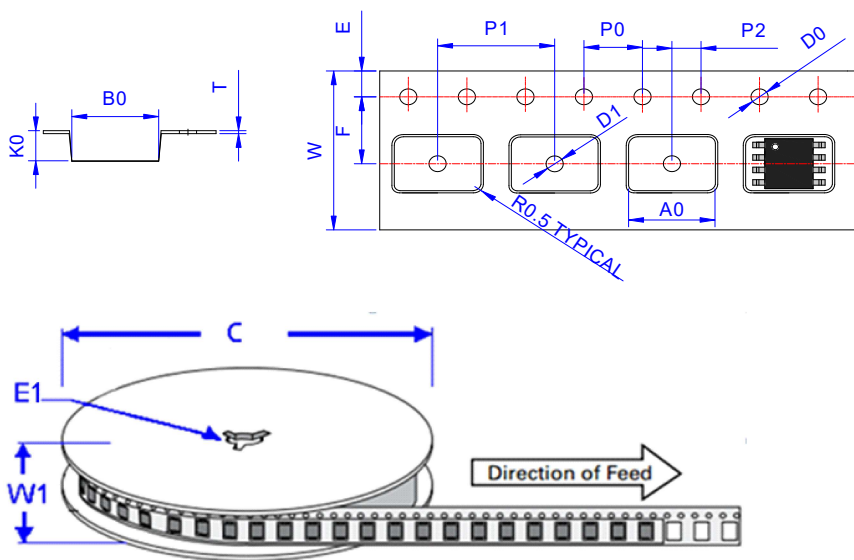 E
P1
P0
P2
D0
T
B0
K0
F
W
D1
A0
R0.5 TYPICAL
C
E1
W1
Direction of Feed